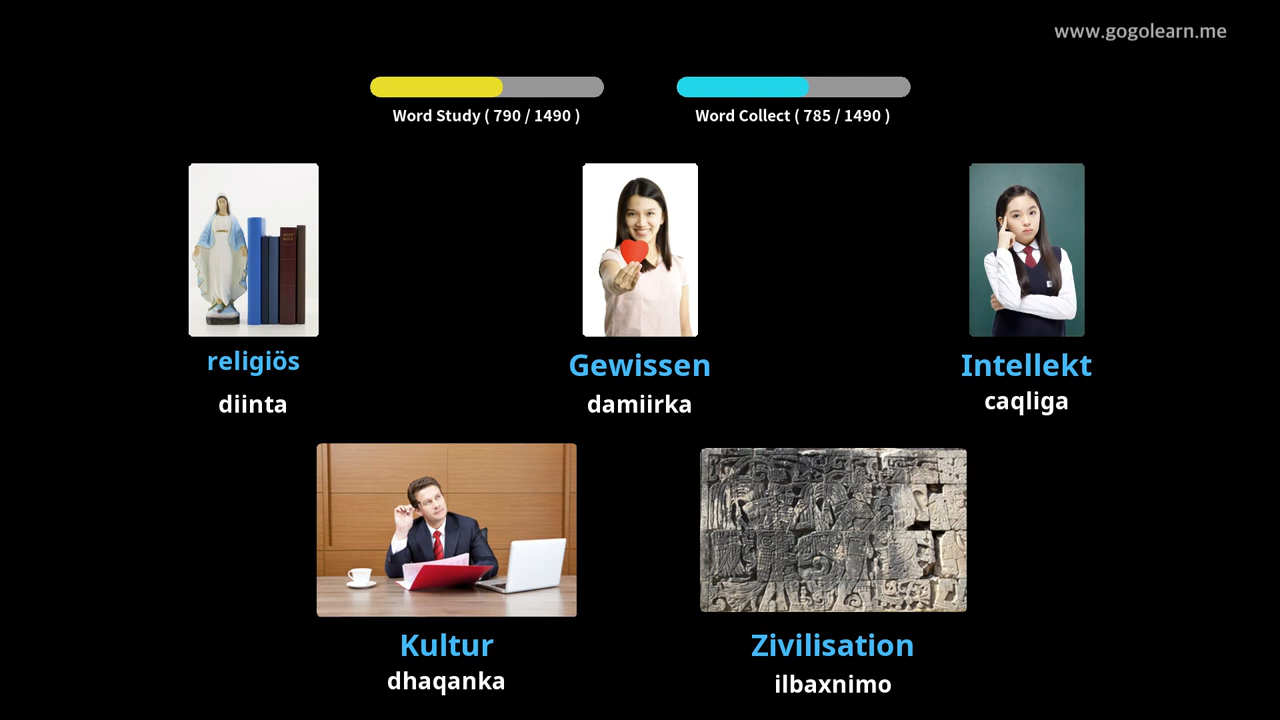 www.gogolearn.me
Word Study ( 790 / 1490 )
Word Collect ( 785 / 1490 )
religiös
Gewissen
Intellekt
diinta
damiirka
caqliga
Kultur
Zivilisation
dhaqanka
ilbaxnimo